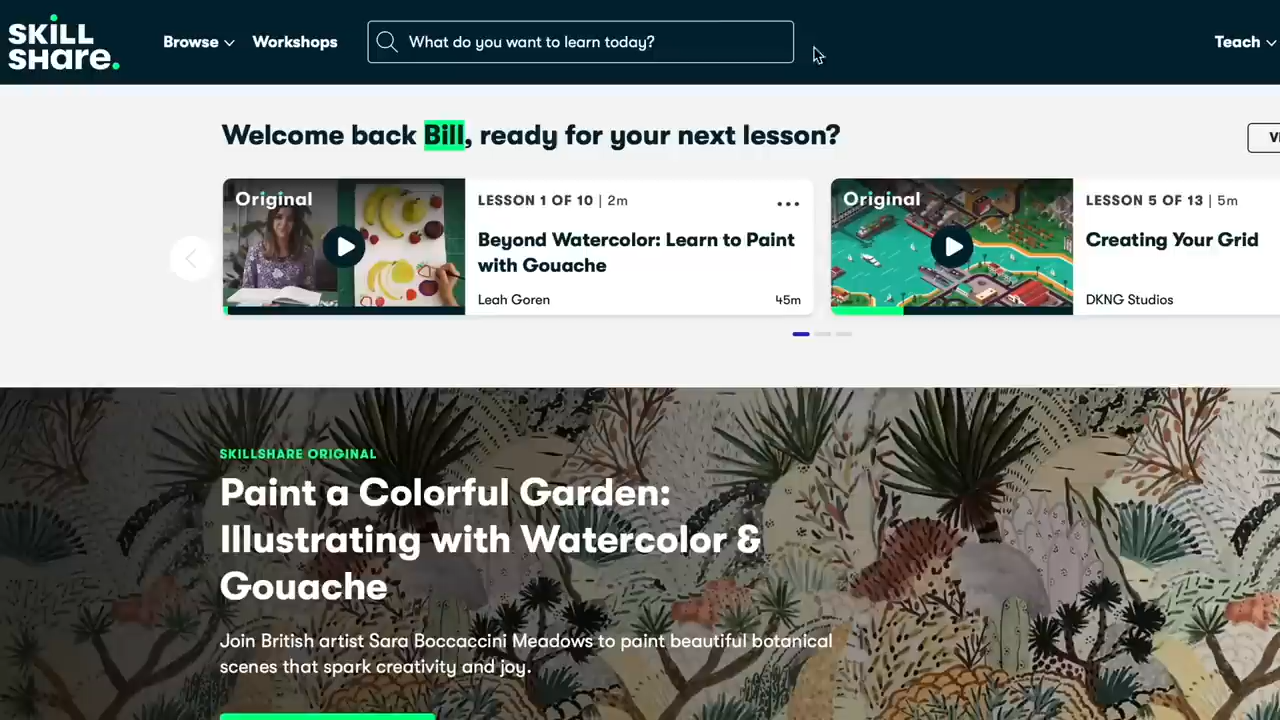 SKiLL
SHare.
Browse
Workshops
What do you want to learn today?
Teach
Welcome back Bill, ready for your next lesson?
Original
LESSON 1 OF 10 | 2m
Beyond Watercolor: Learn to Paint
with Gouache
Leah Goren
45m
Original
LESSON 5 OF 13 | 5m
Creating Your Grid
DKNG Studios
SKILLSHARE ORIGINAL
Paint a Colorful Garden:
Illustrating with Watercolor &
Gouache
Join British artist Sara Boccaccini Meadows to paint beautiful botanical
scenes that spark creativity and joy.